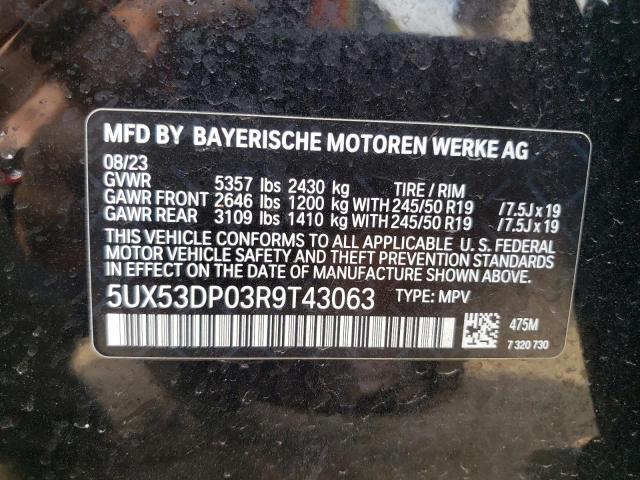 MFD BY BAYERISCHE MOTOREN WERKE AG
08/23
GVWR 5357 lbs 2430 kg TIRE / RIM
GAWR FRONT 2646 lbs 1200 kg WITH 245/50 R19 /7.5J x 19
GAWR REAR 3109 lbs 1410 kg WITH 245/50 R19 /7.5J x 19
THIS VEHICLE CONFORMS TO ALL APPLICABLE U. S. FEDERAL
MOTOR VEHICLE SAFETY AND THEFT PREVENTION STANDARDS
IN EFFECT ON THE DATE OF MANUFACTURE SHOWN ABOVE.
5UX53DP03R9T43063 TYPE: MPV
475M
7 320 730